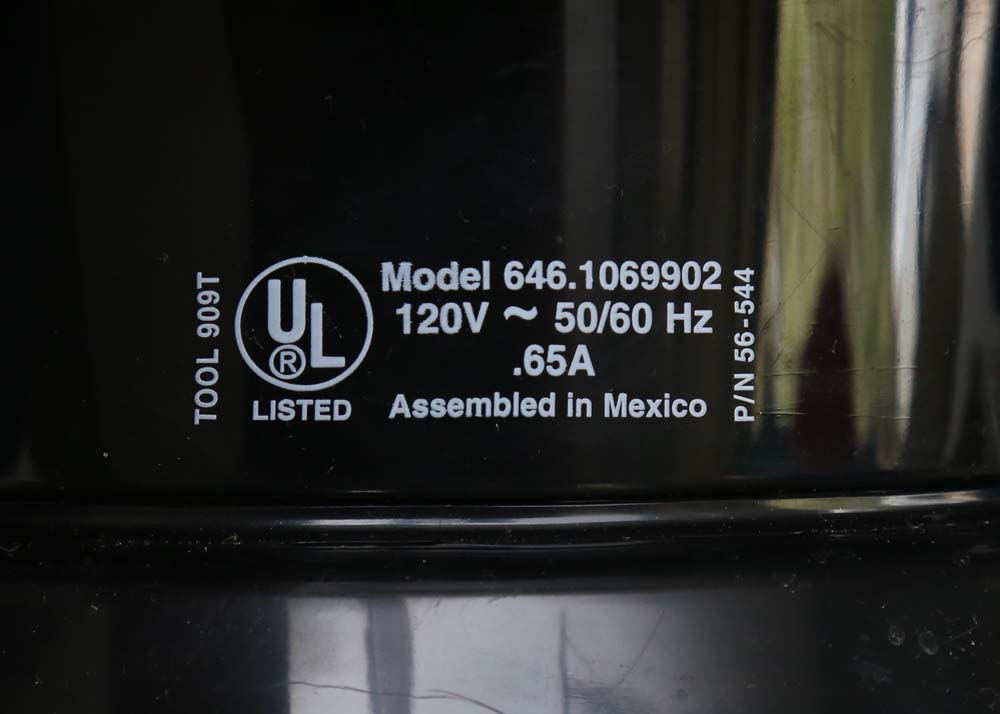 TOOL 909T
UL
®
LISTED
Model 646.1069902
120V ~ 50/60 Hz
.65A
Assembled in Mexico
P/N 56-544